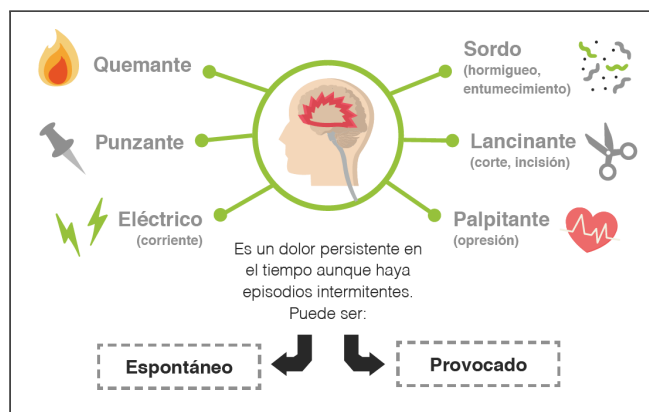 Quemante
Punzante
Eléctrico
(corriente)
Sordo
(hormigueo,
entumecimiento)
Lancinante
(corte, incisión)
Palpitante
(opresión)
Es un dolor persistente en
el tiempo aunque haya
episodios intermitentes.
Puede ser:
Espontáneo
Provocado